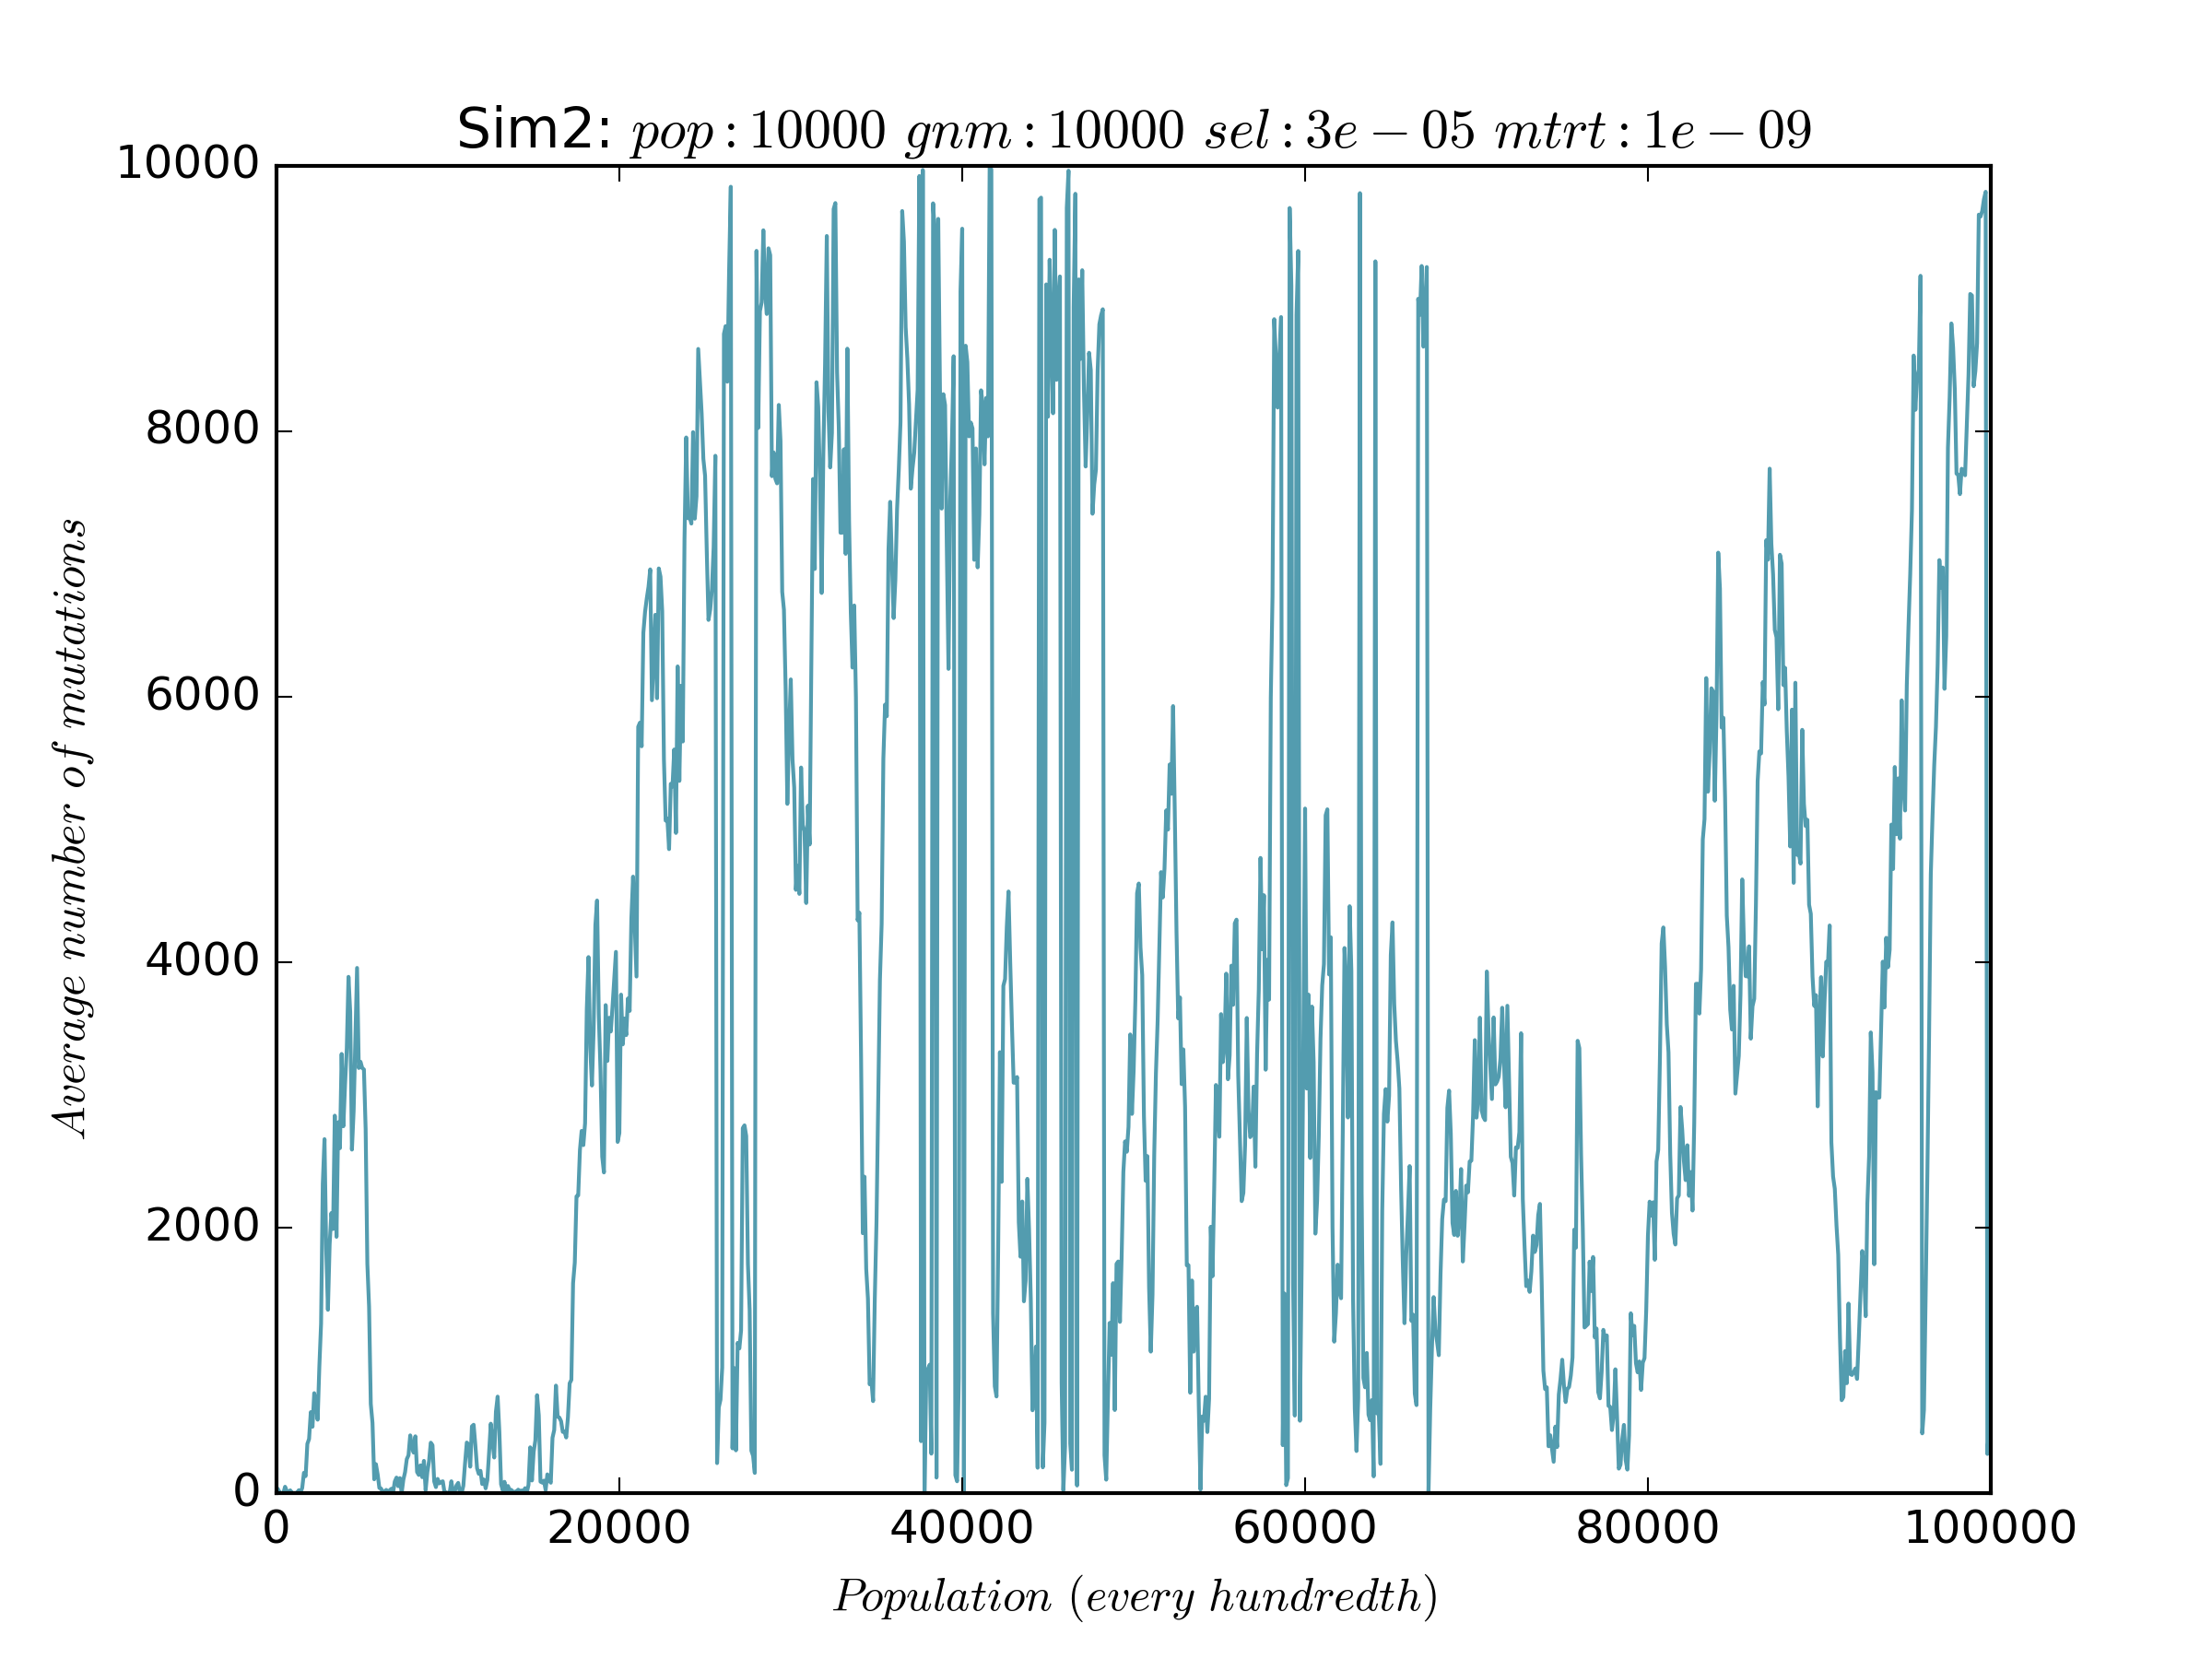 Sim2: pop : 10000 gnm : 10000 sel : 3e − 05 mtrt : 1e − 09
10000
8000
6000
4000
2000
0
Average number of mutations
0 20000 40000 60000 80000 100000
Population (every hundredth)